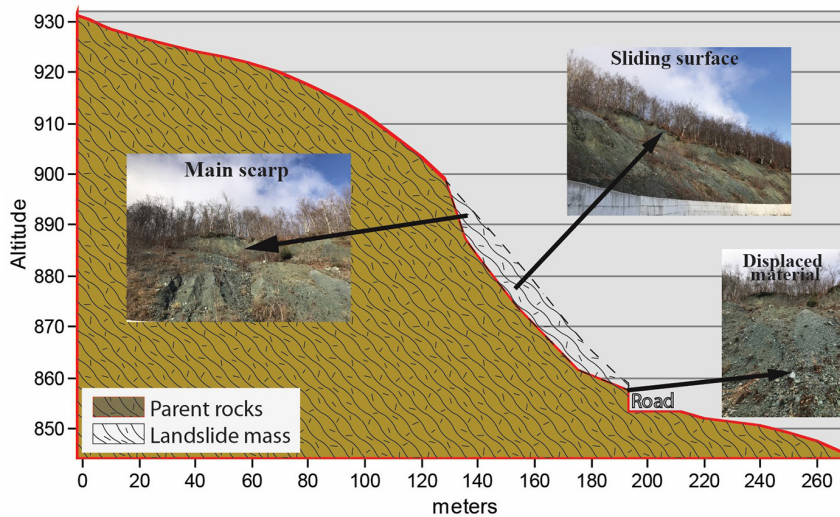 930
920
910
900
890
880
870
860
850
Altitude
Main scarp
Sliding surface
Displaced
material
Road
Parent rocks
Landslide mass
0 20 40 60 80 100 120 140 160 180 200 220 240 260
meters